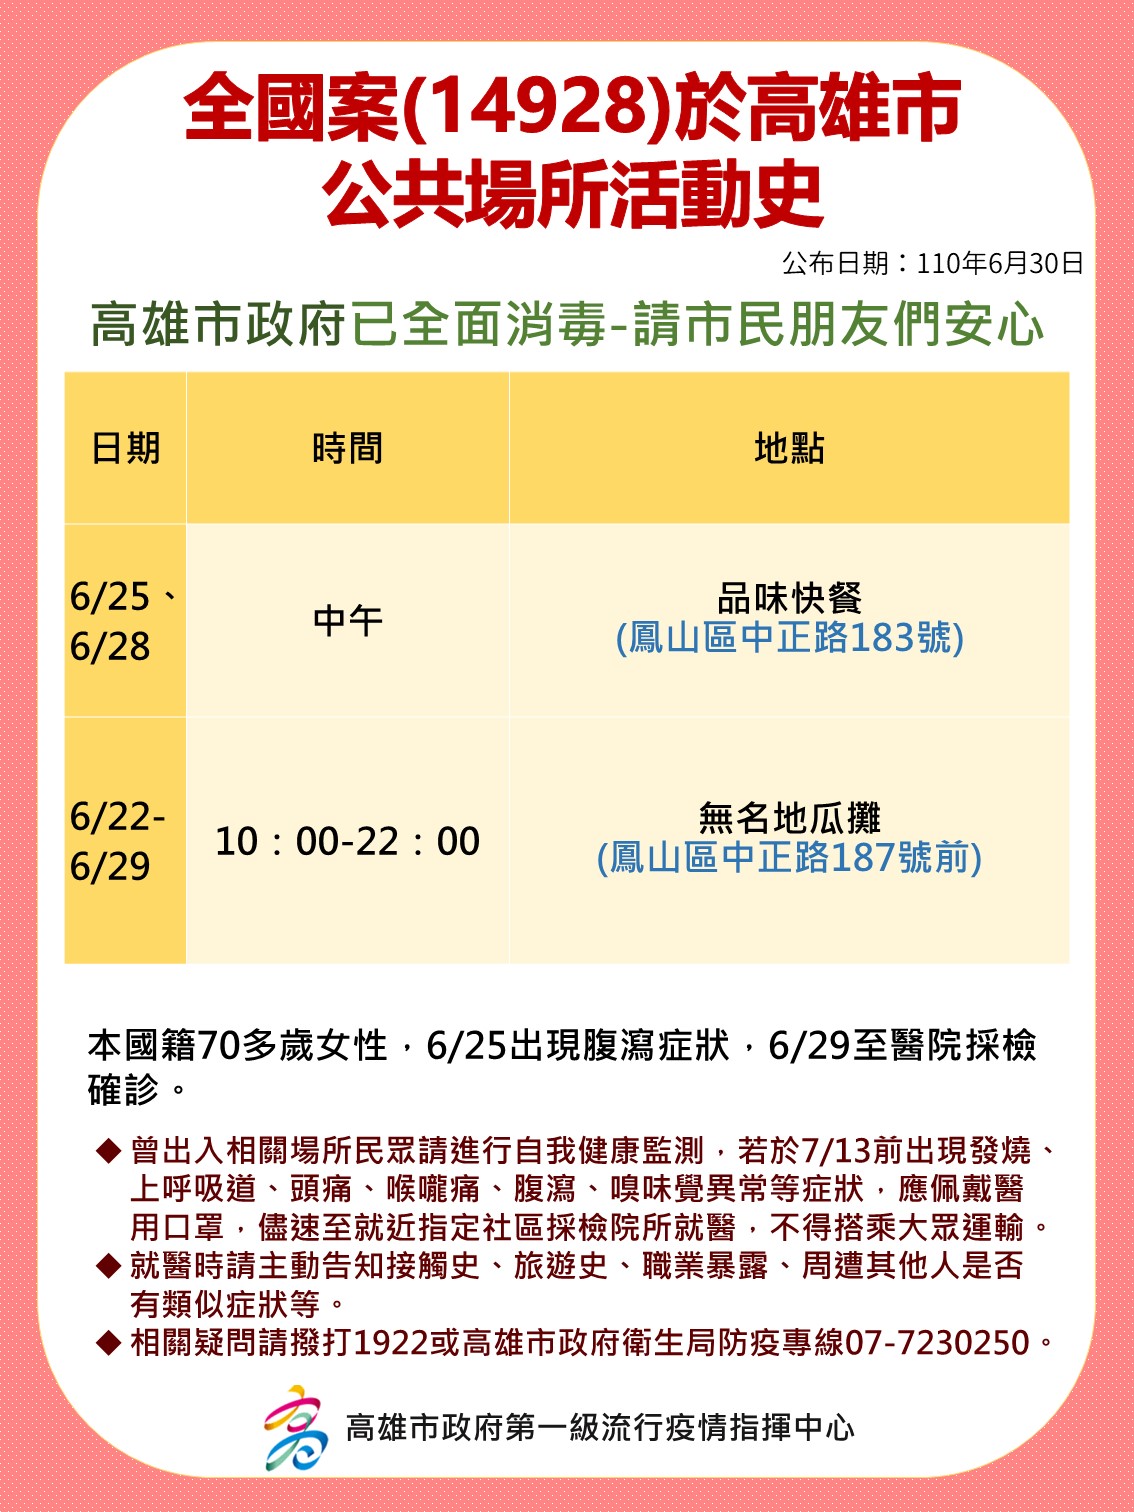 全國案(14928)於高雄市
公共場所活動史
公布日期：110年6月30日
高雄市政府已全面消毒-請市民朋友們安心
日期
時間
地點
6/25、
6/28
中午
品味快餐
(鳳山區中正路183號)
6/22-
6/29
10：00-22：00
無名地瓜攤
(鳳山區中正路187號前)
本國籍70多歲女性，6/25出現腹瀉症狀，6/29至醫院採檢
確診。
◆曾出入相關場所民眾請進行自我健康監測，若於7/13前出現發燒、
上呼吸道、頭痛、喉嚨痛、腹瀉、嗅味覺異常等症狀，應佩戴醫
用口罩，儘速至就近指定社區採檢院所就醫，不得搭乘大眾運輸。
◆就醫時請主動告知接觸史、旅遊史、職業暴露、周遭其他人是否
有類似症狀等。
◆相關疑問請撥打1922或高雄市政府衛生局防疫專線07-7230250。
高雄市政府第一級流行疫情指揮中心